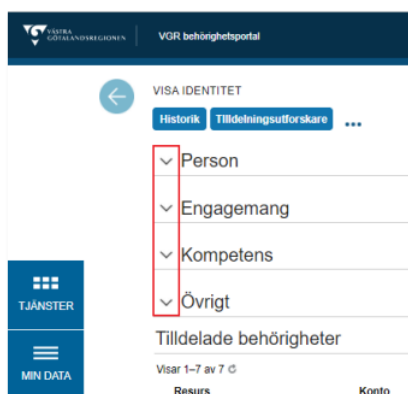 VÄSTRA
GÖTALANDSREGIONEN
VGR behörighetsportal
VISA IDENTITET
Historik TIlldelningsutforskare ...
Person
Engagemang
Kompetens
Övrigt
TJÄNSTER
Tilldelade behörigheter
Visar 1–7 av 7
MIN DATA
Resurs Konto